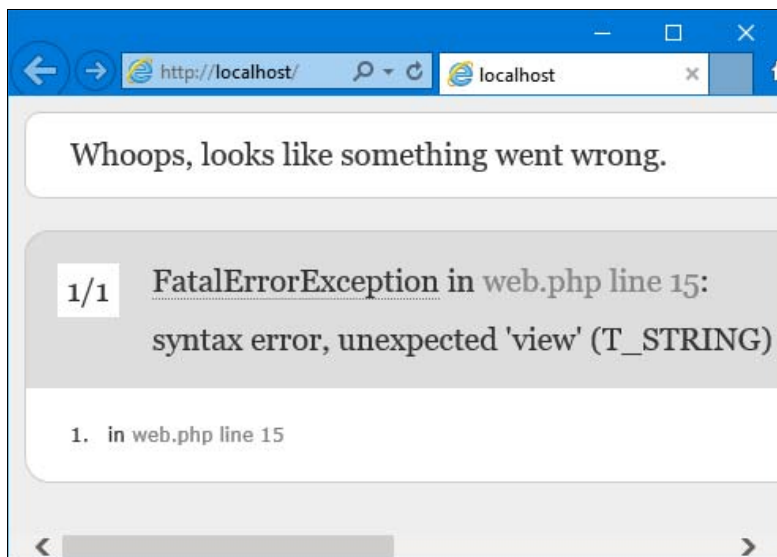 http://localhost/
localhost
Whoops, looks like something went wrong.
1/1
FatalErrorException in web.php line 15:
syntax error, unexpected 'view' (T_STRING)
1. in web.php line 15